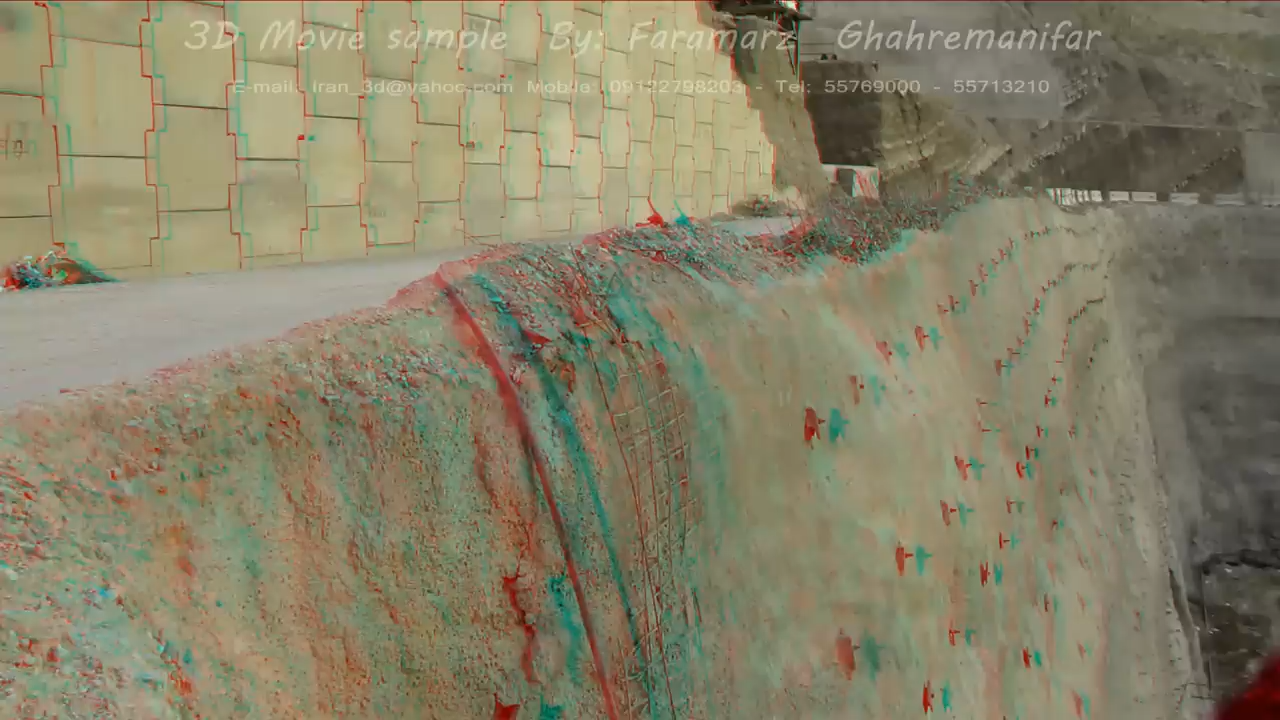 3D Movie sample By: Faramarz Ghahremanifar
E-mail: Iran_3d@yahoo.com Mobile: 09122798203 - Tel: 55769000 - 55713210